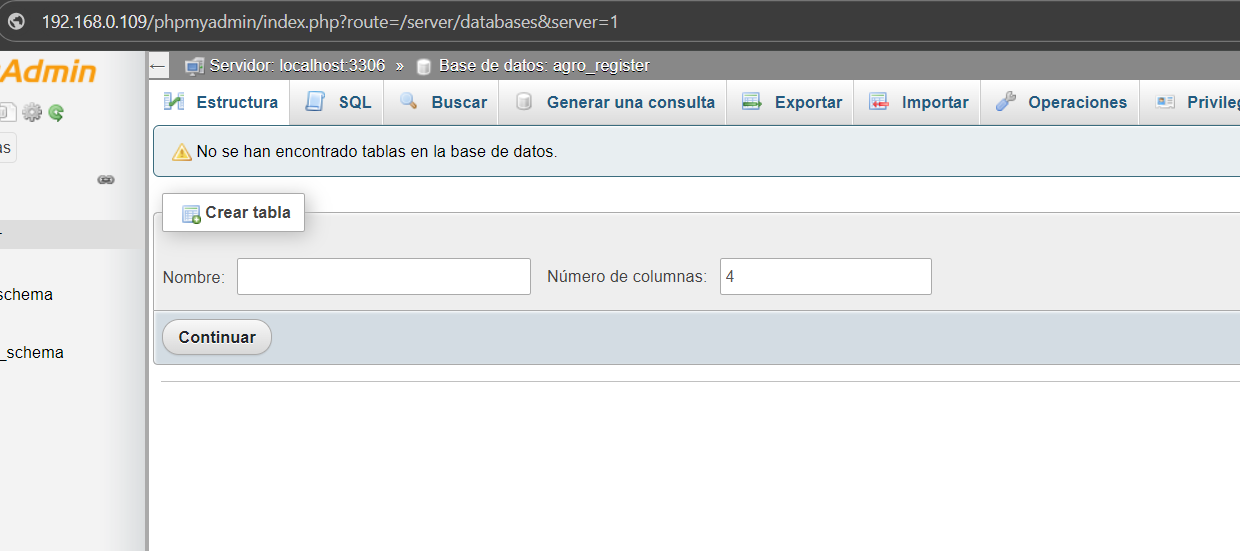 192.168.0.109/phpmyadmin/index.php?route=/server/databases&server=1
Admin
Servidor: localhost:3306 » Base de datos: agro_register
Estructura SQL Buscar Generar una consulta Exportar Importar Operaciones Privileg
No se han encontrado tablas en la base de datos.
as
Crear tabla
Nombre: Número de columnas: 4
schema
Continuar
_schema